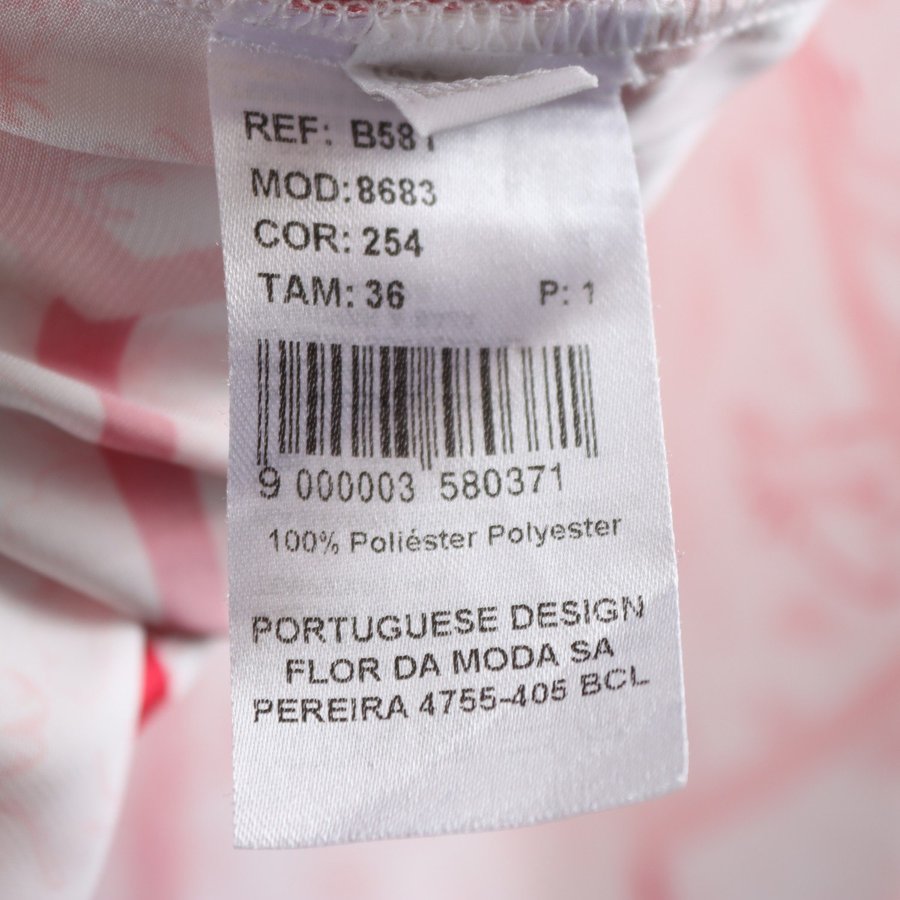 REF: B581
MOD: 8683
COR: 254
TAM: 36 P: 1
9 000003 580371
100% Poliéster Polyester
PORTUGUESE DESIGN
FLOR DA MODA SA
PEREIRA 4755-405 BCL